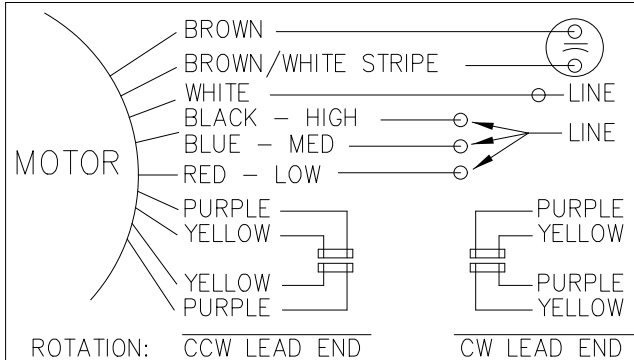 BROWN
BROWN/WHITE STRIPE
WHITE LINE
BLACK - HIGH
BLUE - MED LINE
MOTOR
RED - LOW
PURPLE PURPLE
YELLOW YELLOW
YELLOW PURPLE
PURPLE YELLOW
ROTATION: CCW LEAD END CW LEAD END